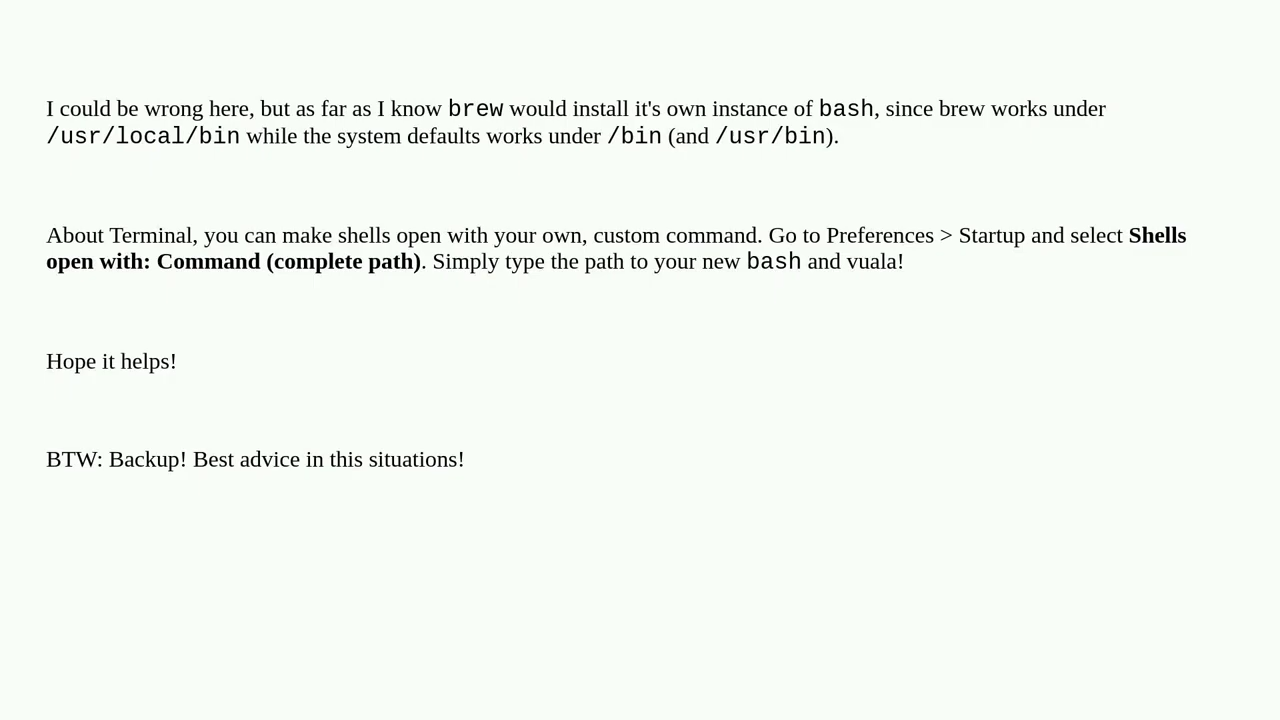 I could be wrong here, but as far as I know brew would install it's own instance of bash, since brew works under
/usr/local/bin while the system defaults works under /bin (and /usr/bin).
About Terminal, you can make shells open with your own, custom command. Go to Preferences > Startup and select Shells
open with: Command (complete path). Simply type the path to your new bash and vuala!
Hope it helps!
BTW: Backup! Best advice in this situations!